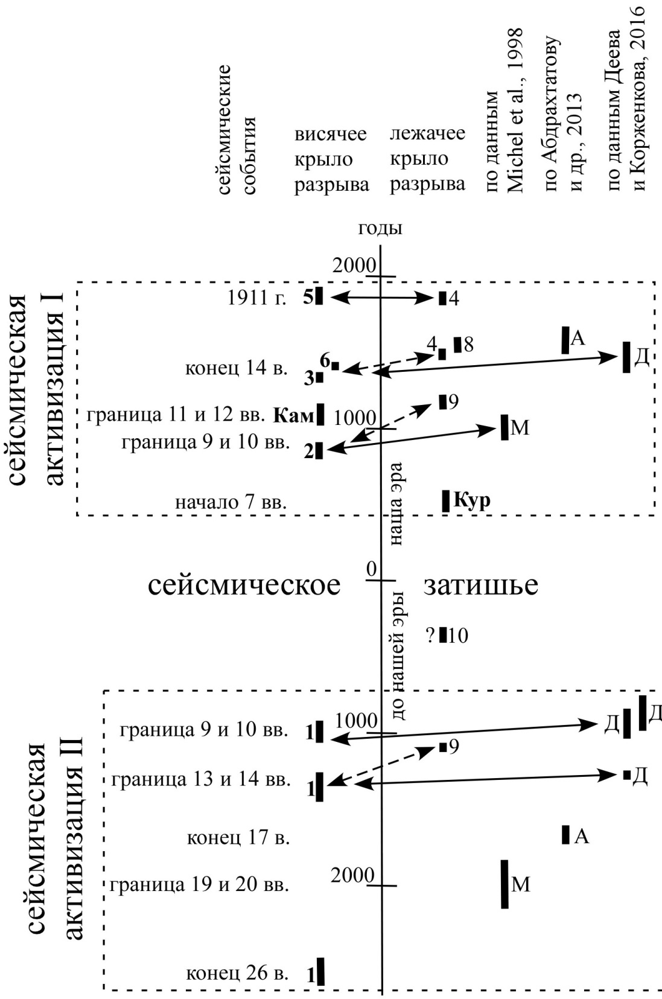 сейсмические
события
висячее
крыло
разрыва
лежачее
крыло
разрыва
по данным
Michel et al., 1998
по Абдрахтатову
и др., 2013
по данным Деева
и Корженкова, 2016
годы
2000
сейсмическая
активизация I
1911 г.
5
4
4
8
А
Д
6
конец 14 в.
3
9
граница 11 и 12 вв.
Кам
1000
М
граница 9 и 10 вв.
2
наша эра
начало 7 вв.
Кур
0
сейсмическое
затишье
до нашей эры
?
10
сейсмическая
активизация II
граница 9 и 10 вв.
1
1000
Д
Д
9
граница 13 и 14 вв.
1
Д
конец 17 в.
А
граница 19 и 20 вв.
2000
М
конец 26 в.
1